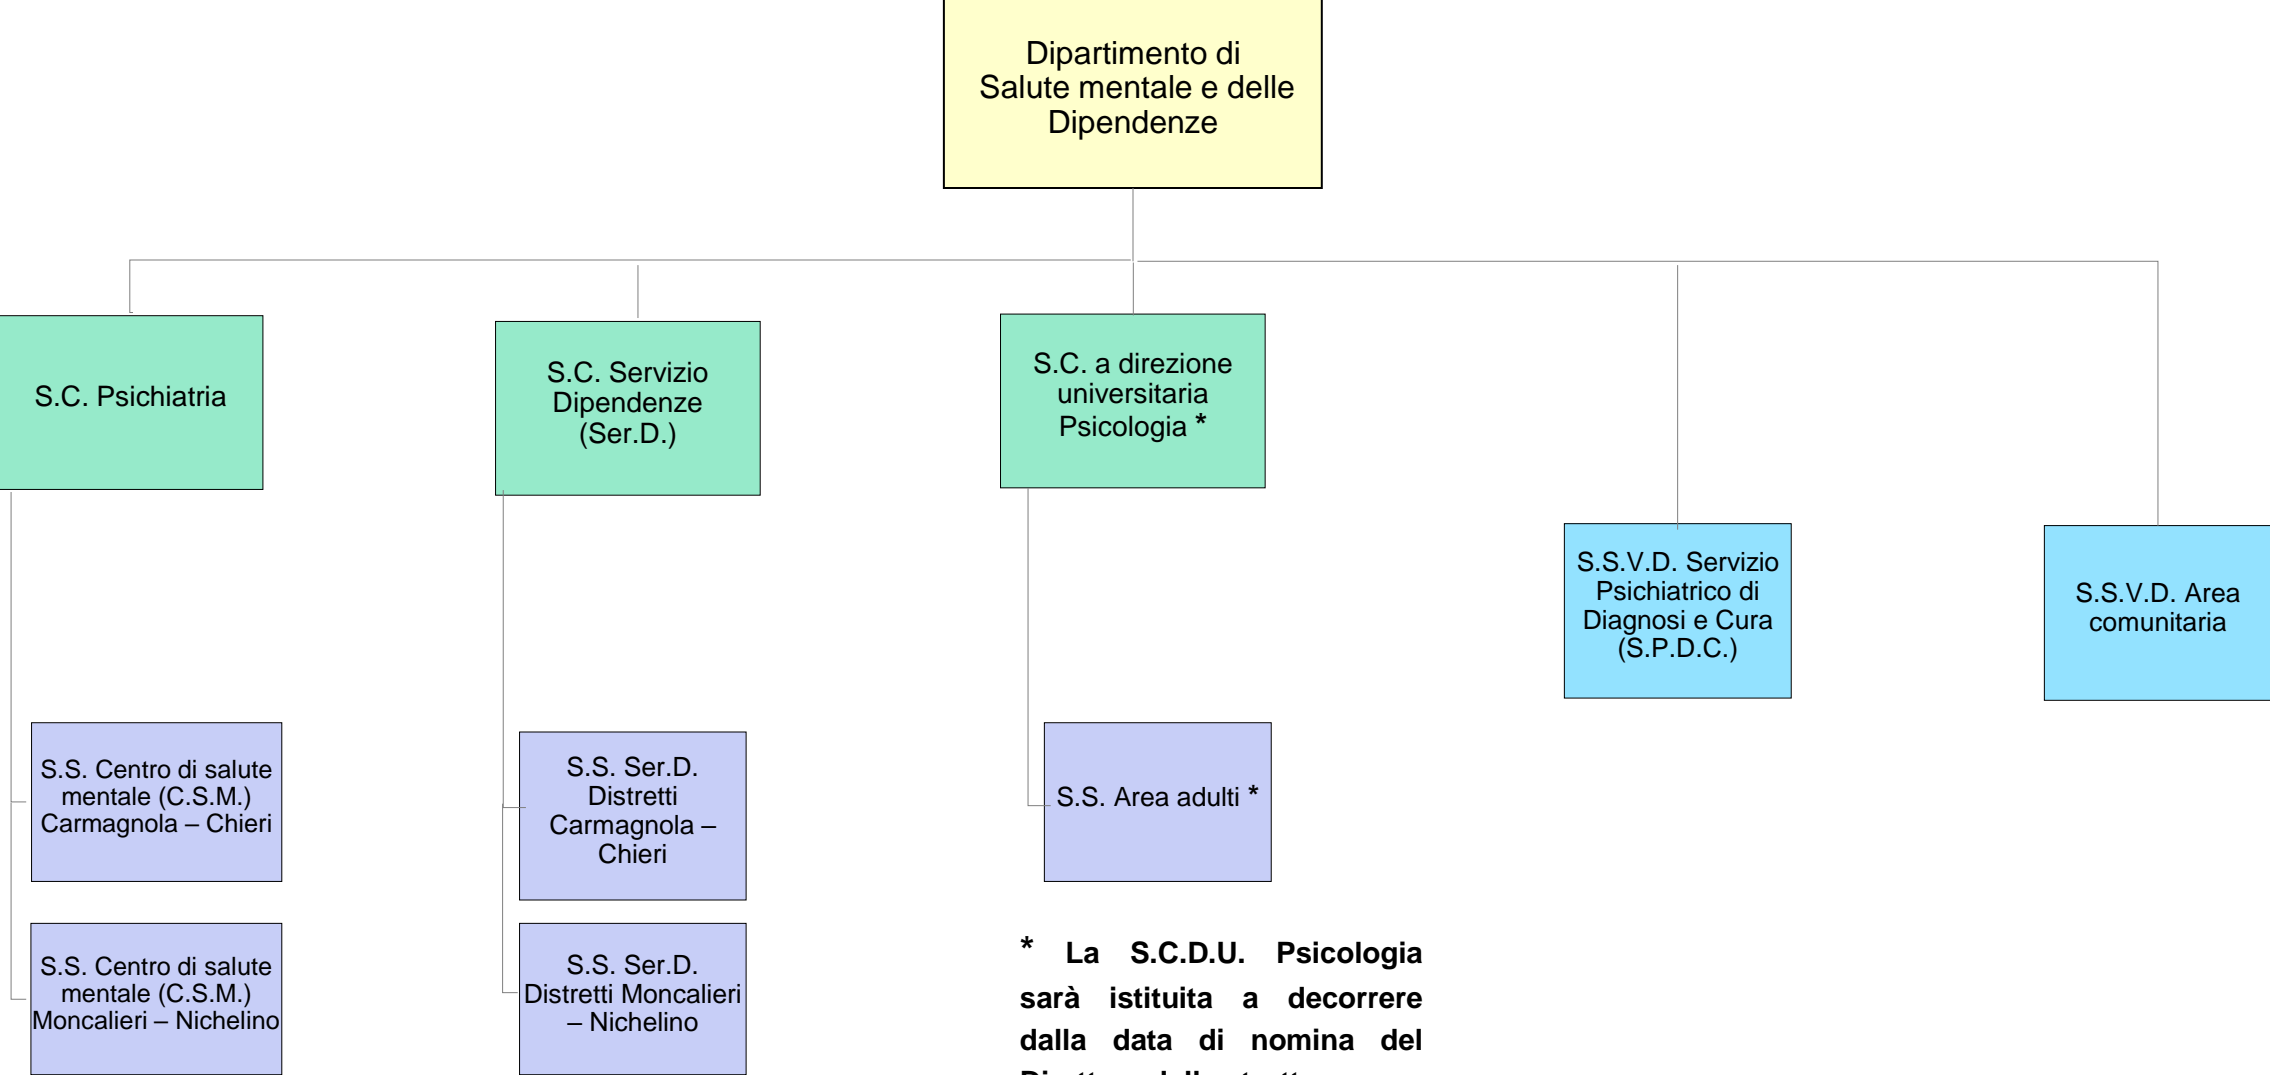 Dipartimento di
Salute mentale e delle
Dipendenze
S.C. Psichiatria
S.C. Servizio
Dipendenze
(Ser.D.)
S.C. a direzione
universitaria
Psicologia *
S.S.V.D. Servizio
Psichiatrico di
Diagnosi e Cura
(S.P.D.C.)
S.S.V.D. Area
comunitaria
S.S. Centro di salute
mentale (C.S.M.)
Carmagnola – Chieri
S.S. Ser.D.
Distretti
Carmagnola –
Chieri
S.S. Area adulti *
S.S. Centro di salute
mentale (C.S.M.)
Moncalieri – Nichelino
S.S. Ser.D.
Distretti Moncalieri
– Nichelino
* La S.C.D.U. Psicologia
sarà istituita a decorrere
dalla data di nomina del